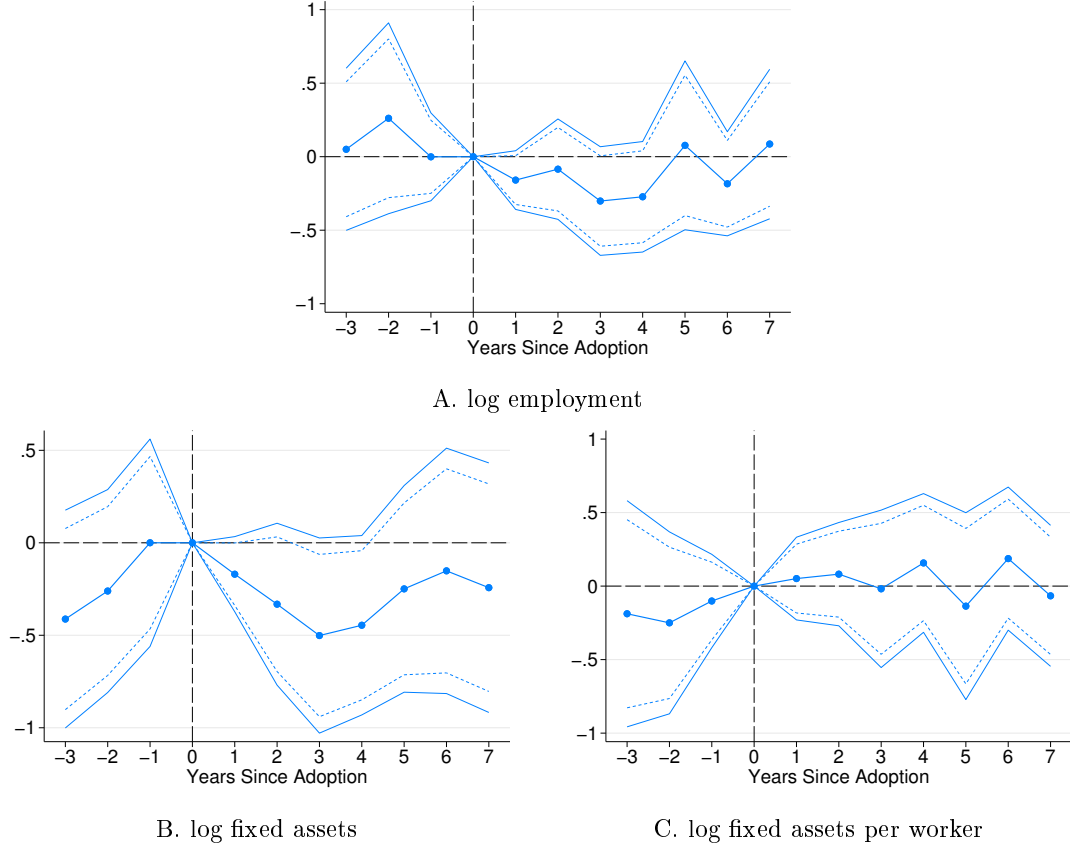 1
.5
0
−.5
−1
−3 −2 −1 0 1 2 3 4 5 6 7
Years Since Adoption
A. log employment
.5
0
−.5
−1
−3 −2 −1 0 1 2 3 4 5 6 7
Years Since Adoption
B. log fixed assets
1
.5
0
−.5
−1
−3 −2 −1 0 1 2 3 4 5 6 7
Years Since Adoption
C. log fixed assets per worker